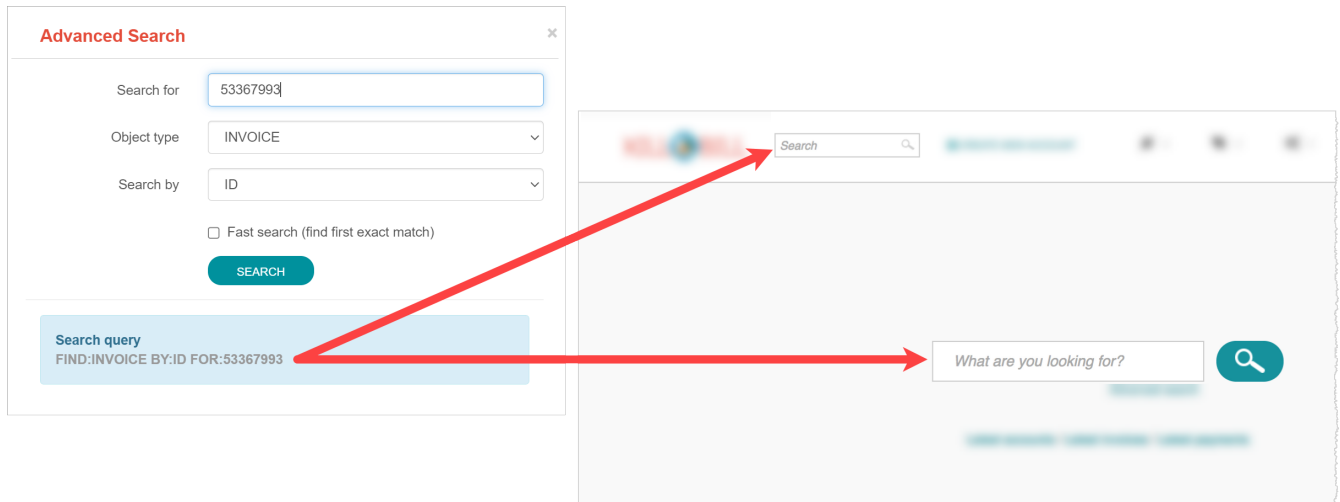 Advanced Search ×
Search for 53367993
Object type INVOICE
Search by ID
Fast search (find first exact match)
SEARCH
Search query
FIND:INVOICE BY:ID FOR:53367993
Search
What are you looking for?